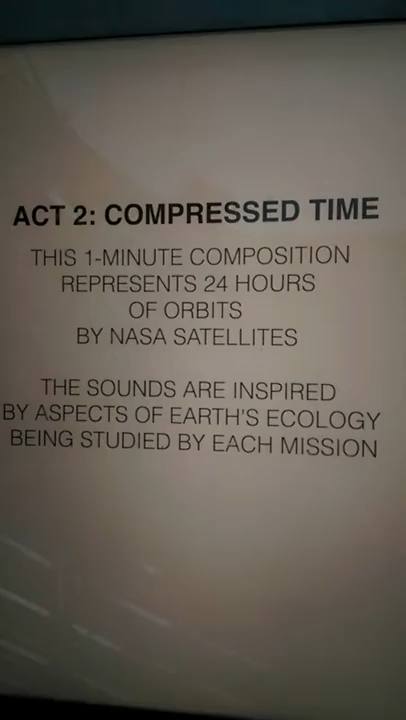 ACT 2: COMPRESSED TIME
THIS 1-MINUTE COMPOSITION
REPRESENTS 24 HOURS
OF ORBITS
BY NASA SATELLITES
THE SOUNDS ARE INSPIRED
BY ASPECTS OF EARTH'S ECOLOGY
BEING STUDIED BY EACH MISSION